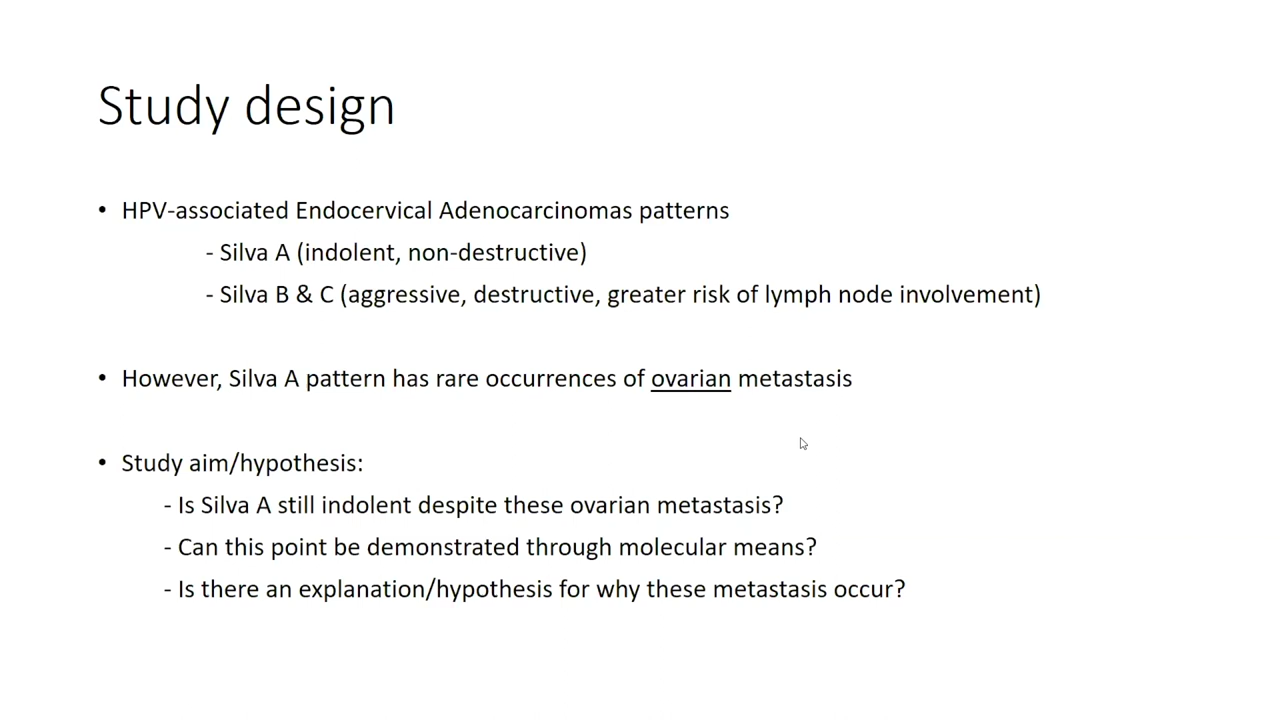 Study design
• HPV-associated Endocervical Adenocarcinomas patterns
- Silva A (indolent, non-destructive)
- Silva B & C (aggressive, destructive, greater risk of lymph node involvement)
• However, Silva A pattern has rare occurrences of ovarian metastasis
• Study aim/hypothesis:
- Is Silva A still indolent despite these ovarian metastasis?
- Can this point be demonstrated through molecular means?
- Is there an explanation/hypothesis for why these metastasis occur?